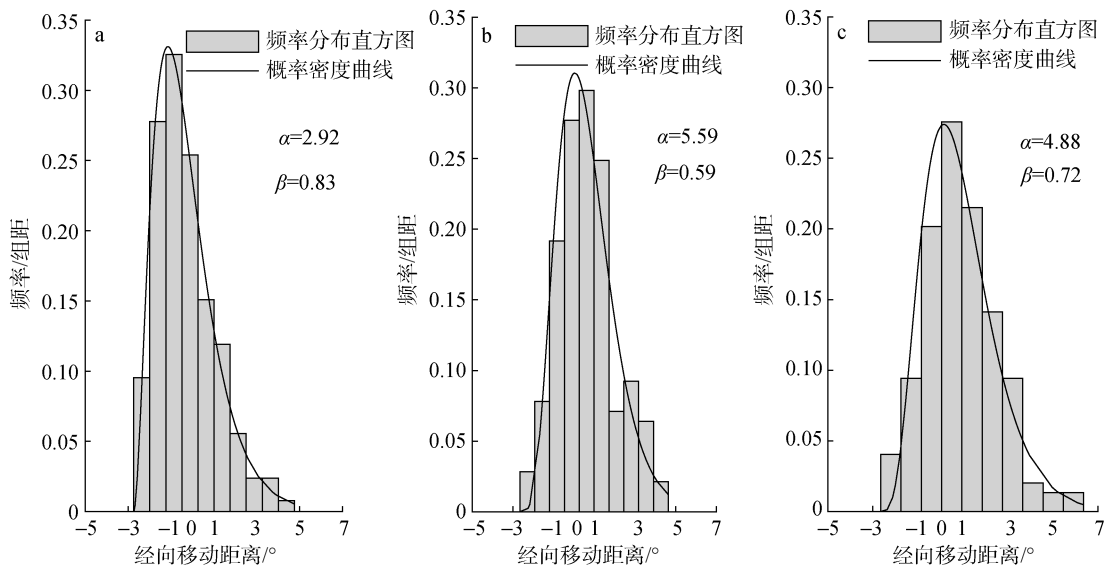 a
频率分布直方图
概率密度曲线
α=2.92
β=0.83
频率/组距
0.35
0.30
0.25
0.20
0.15
0.10
0.05
0
−5 −3 −1 0 1 3 5 7
经向移动距离/°
b
频率分布直方图
概率密度曲线
α=5.59
β=0.59
频率/组距
0.35
0.30
0.25
0.20
0.15
0.10
0.05
0
−5 −3 −1 0 1 3 5 7
经向移动距离/°
c
频率分布直方图
概率密度曲线
α=4.88
β=0.72
频率/组距
0.35
0.30
0.25
0.20
0.15
0.10
0.05
0
−5 −3 −1 0 1 3 5 7
经向移动距离/°